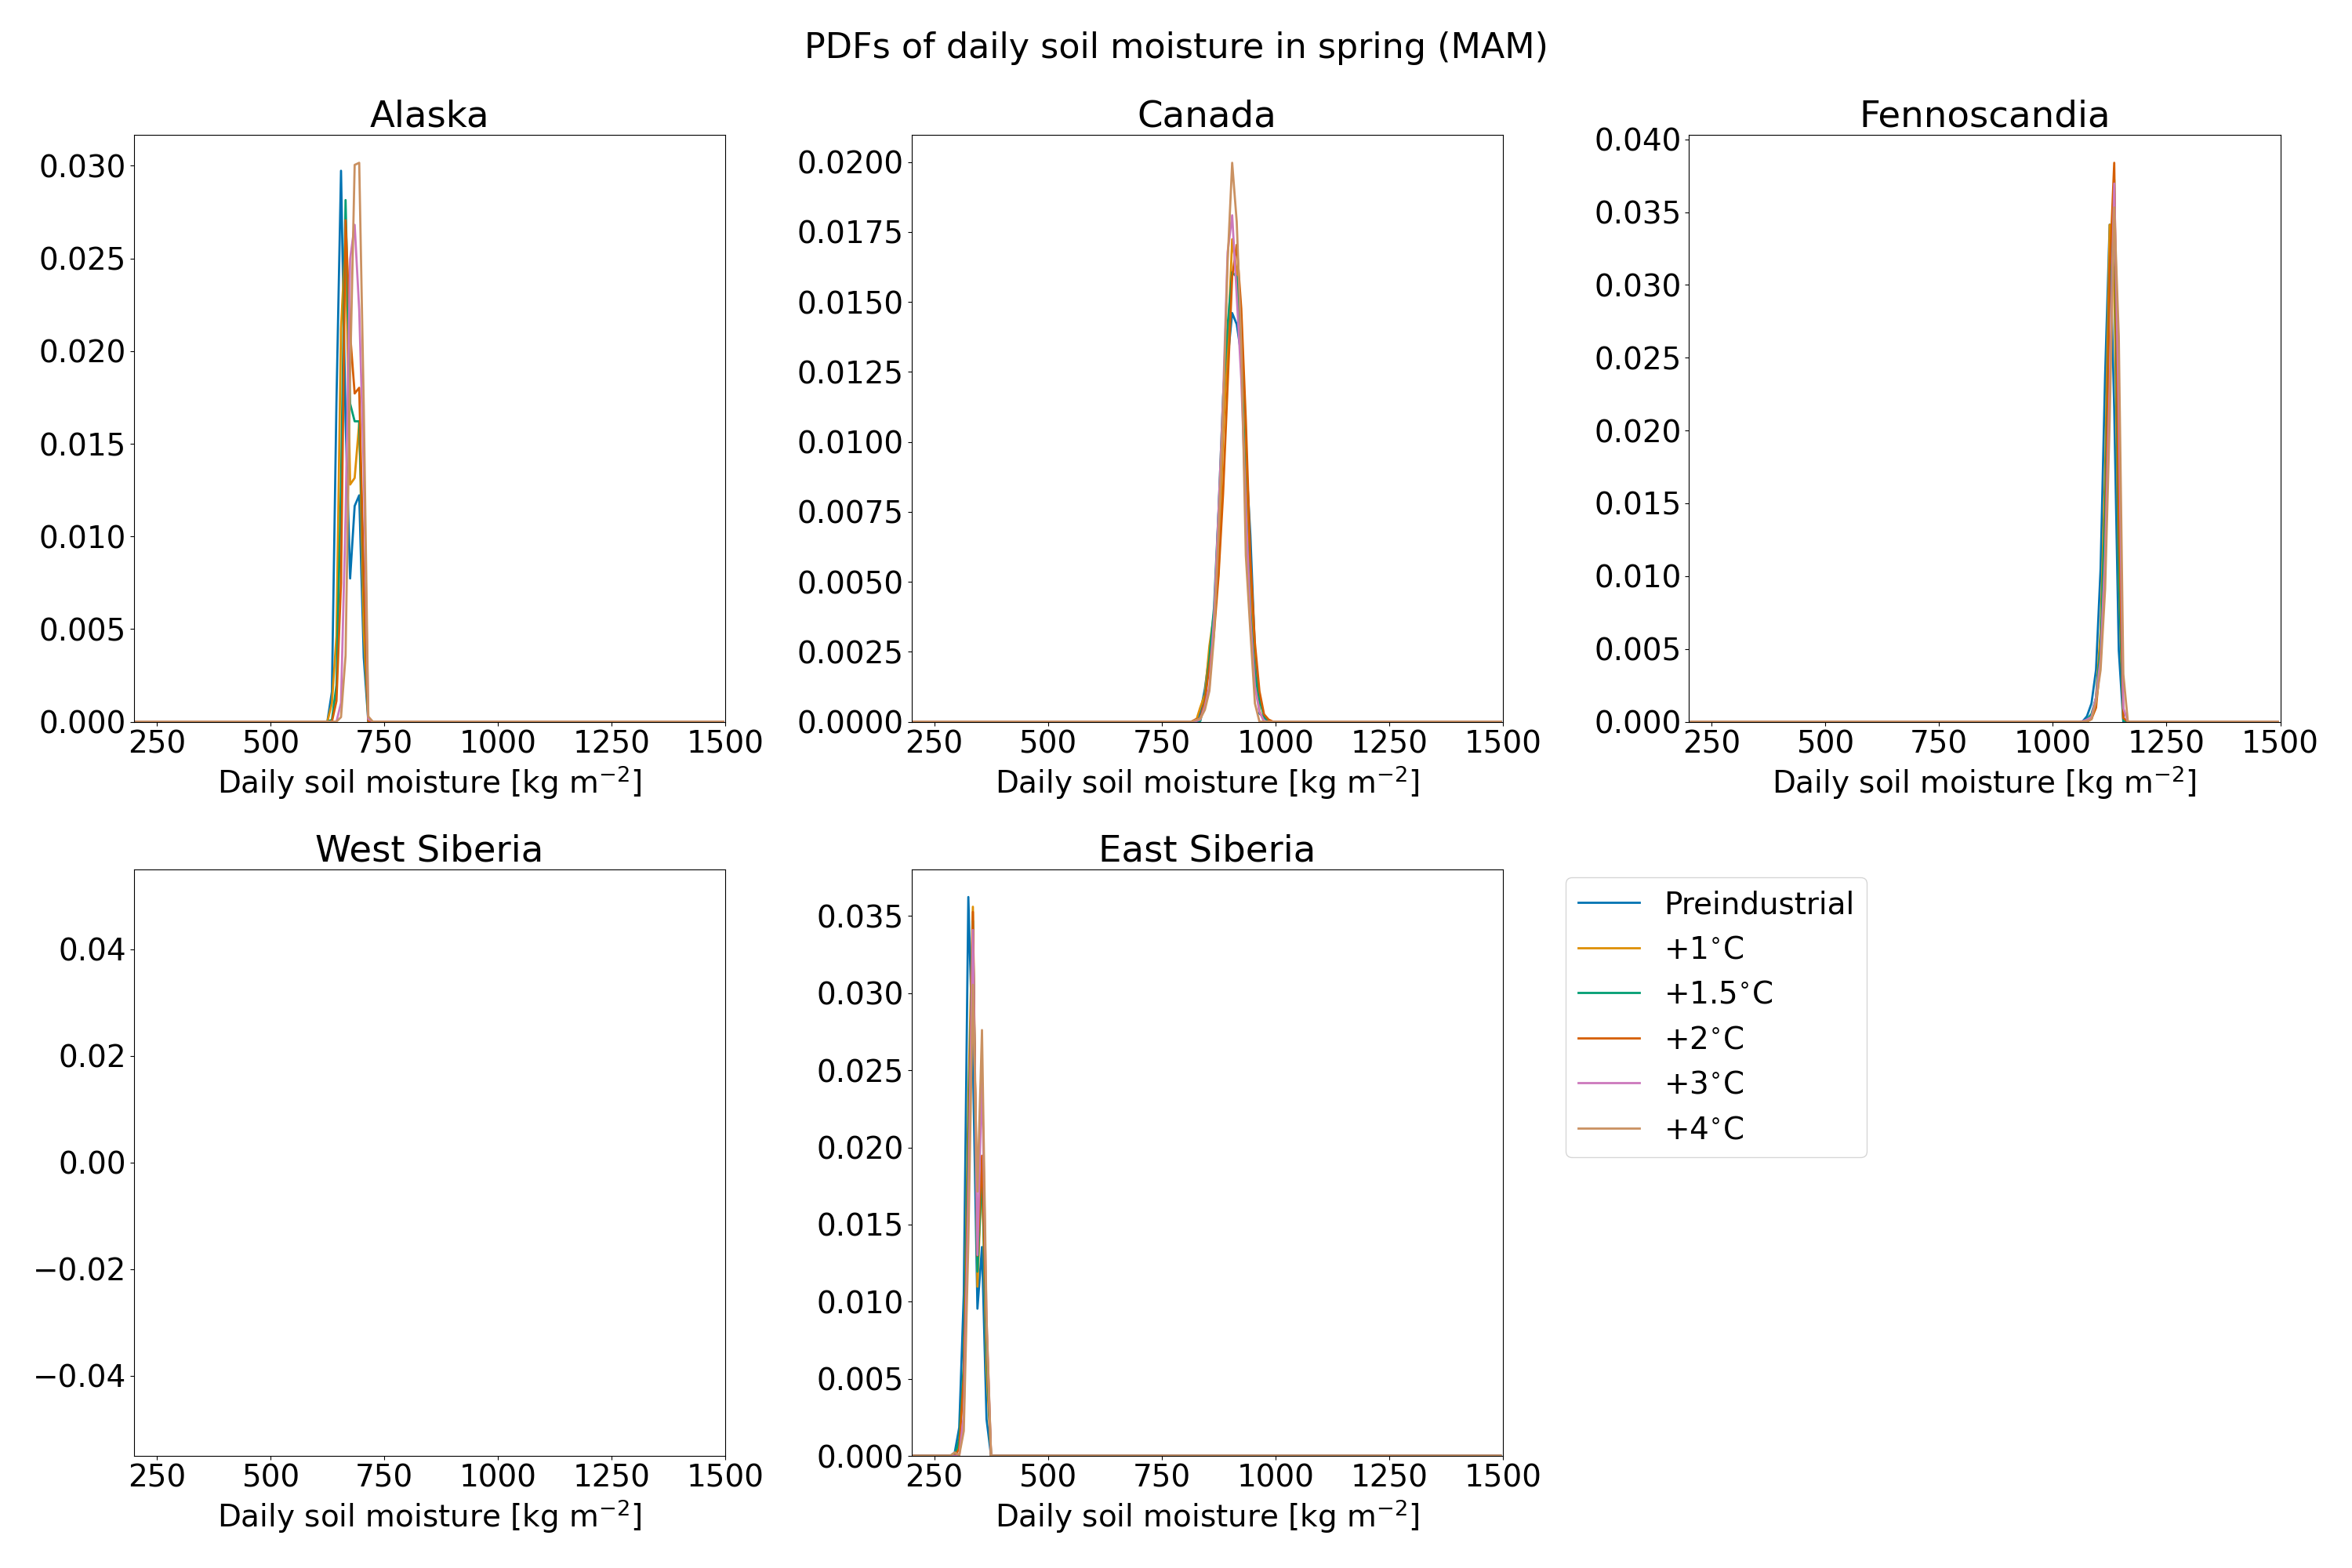 PDFs of daily soil moisture in spring (MAM)
Alaska
0.030
0.025
0.020
0.015
0.010
0.005
0.000
250 500 750 1000 1250 1500
Daily soil moisture [kg m⁻²]
Canada
0.0200
0.0175
0.0150
0.0125
0.0100
0.0075
0.0050
0.0025
0.0000
250 500 750 1000 1250 1500
Daily soil moisture [kg m⁻²]
Fennoscandia
0.040
0.035
0.030
0.025
0.020
0.015
0.010
0.005
0.000
250 500 750 1000 1250 1500
Daily soil moisture [kg m⁻²]
West Siberia
0.04
0.02
0.00
−0.02
−0.04
250 500 750 1000 1250 1500
Daily soil moisture [kg m⁻²]
East Siberia
0.035
0.030
0.025
0.020
0.015
0.010
0.005
0.000
250 500 750 1000 1250 1500
Daily soil moisture [kg m⁻²]
Preindustrial
+1°C
+1.5°C
+2°C
+3°C
+4°C